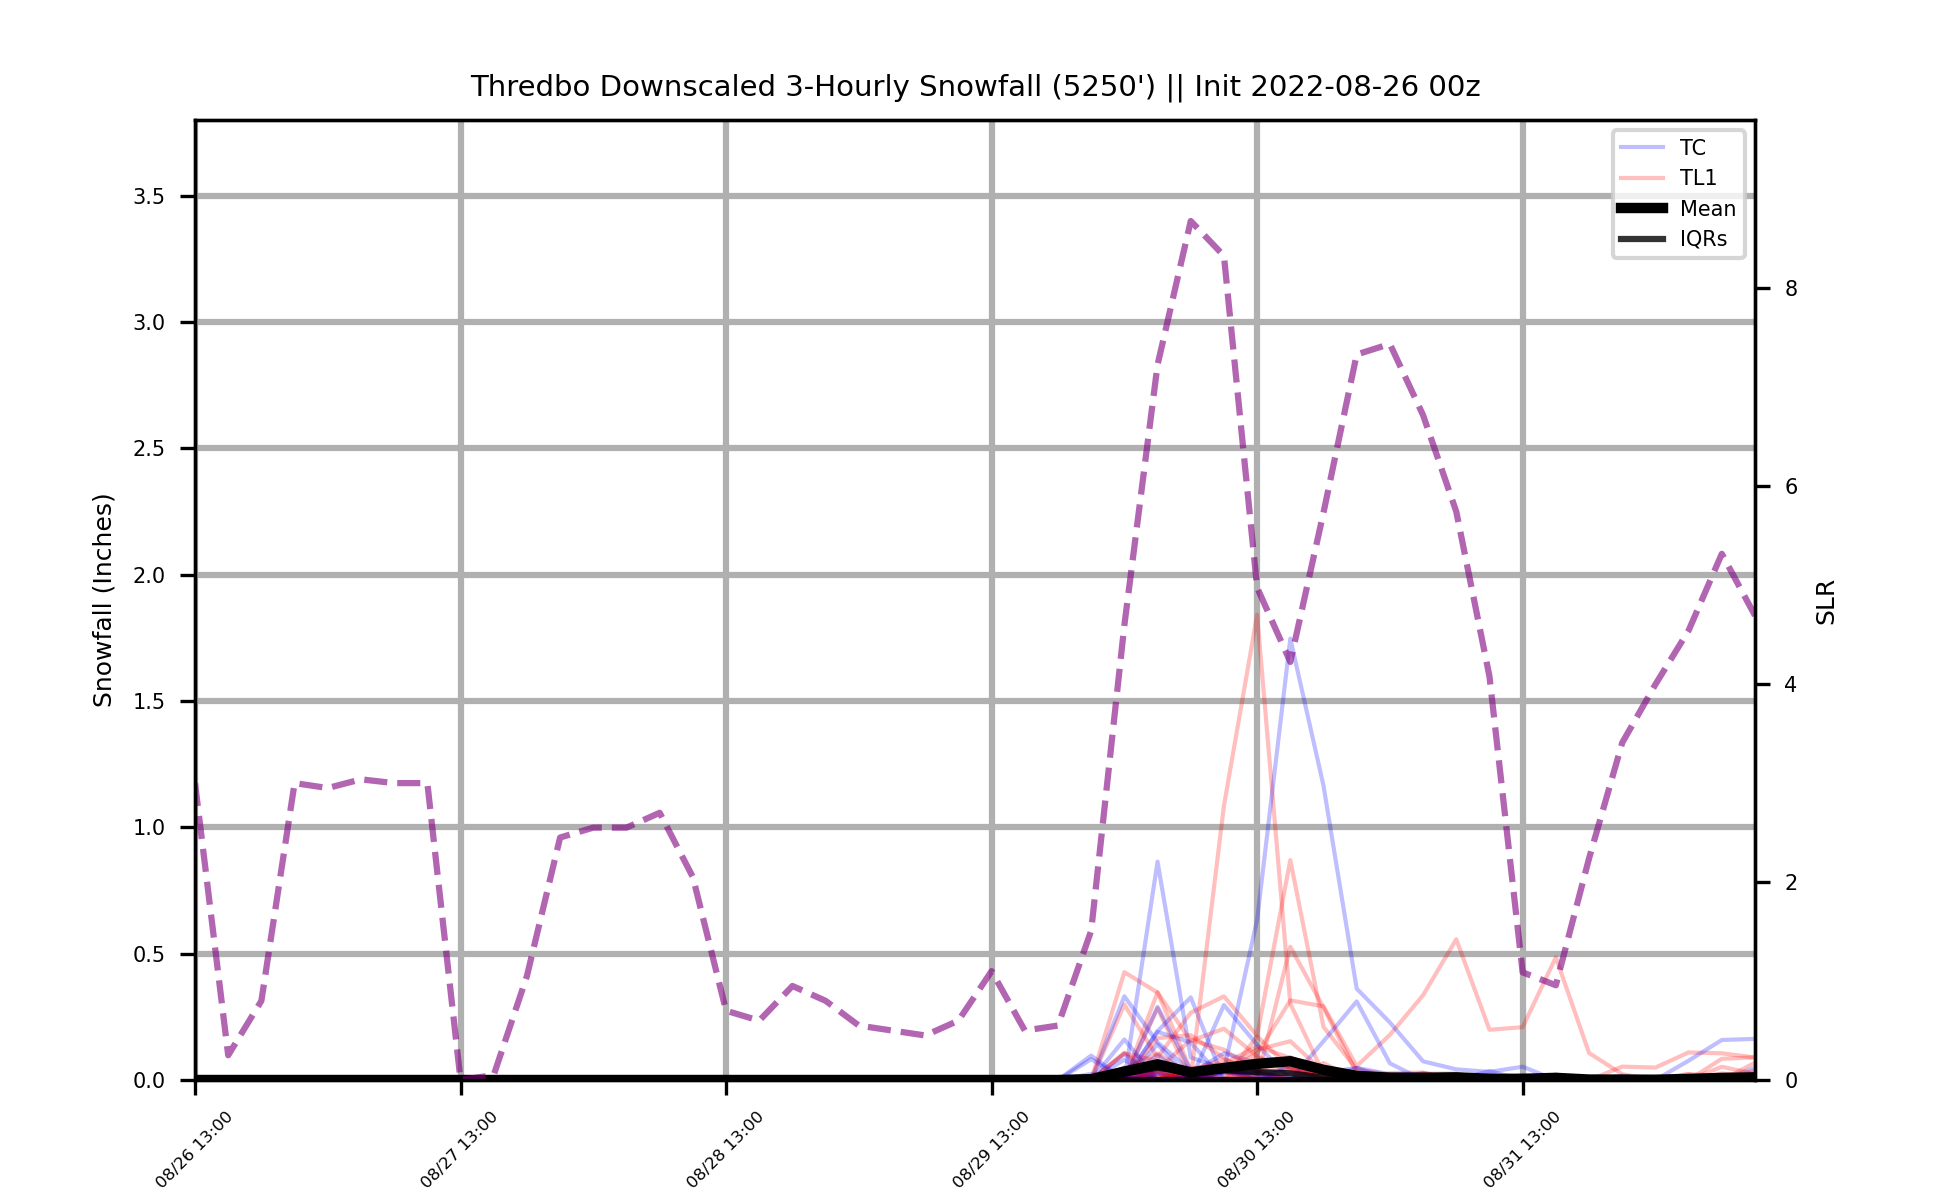 Thredbo Downscaled 3-Hourly Snowfall (5250') || Init 2022-08-26 00z
TC
TL1
Mean
IQRs
3.5
3.0
2.5
2.0
1.5
1.0
0.5
0.0
Snowfall (Inches)
8
6
4
2
0
SLR
08/26 13:00
08/27 13:00
08/28 13:00
08/29 13:00
08/30 13:00
08/31 13:00